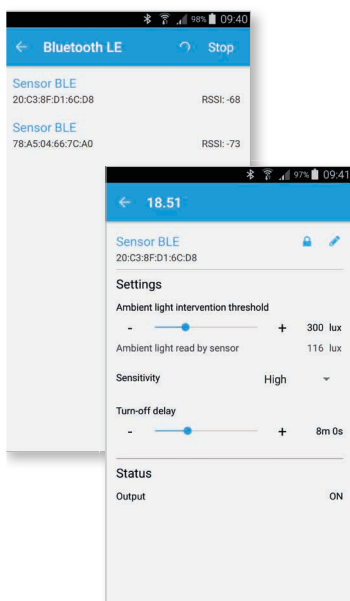 98% 09:40
Bluetooth LE Stop
Sensor BLE
20:C3:8F:D1:6C:D8 RSSI: -68
Sensor BLE
78:A5:04:66:7C:A0 RSSI: -73
97% 09:41
18.51
Sensor BLE
20:C3:8F:D1:6C:D8
Settings
Ambient light intervention threshold
- + 300 lux
Ambient light read by sensor 116 lux
Sensitivity High
Turn-off delay
- + 8m 0s
Status
Output ON